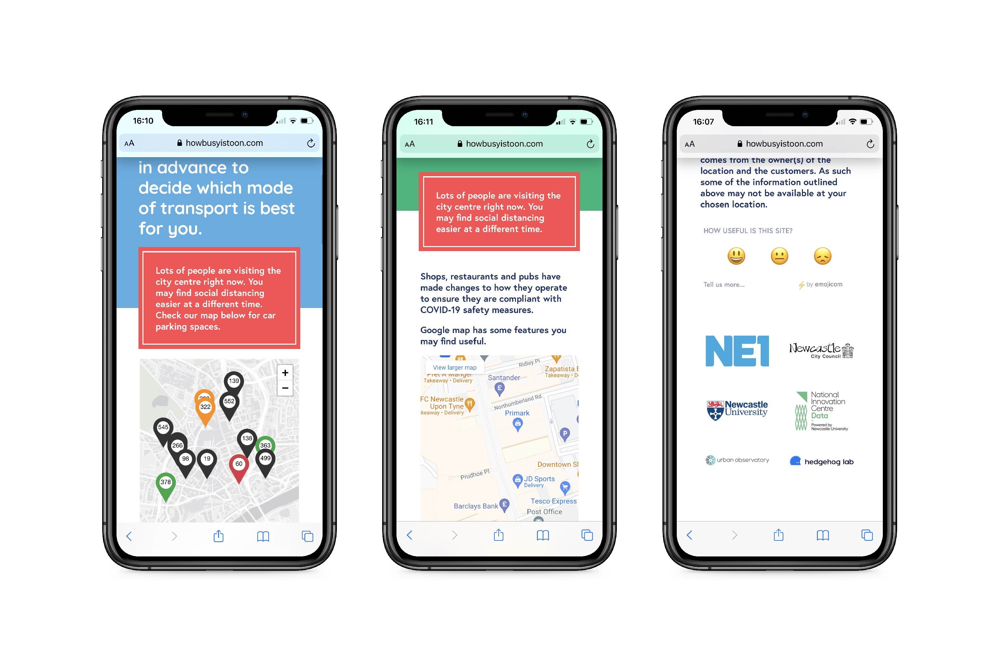 16:10
AA howbusyistoon.com
in advance to
decide which mode
of transport is best
for you.
Lots of people are visiting the
city centre right now. You
may find social distancing
easier at a different time.
Check our map below for car
parking spaces.
+
−
139
322
552
545
266
138
363
98
19
60
499
378
16:11
AA howbusyistoon.com
Lots of people are visiting the
city centre right now. You
may find social distancing
easier at a different time.
Shops, restaurants and pubs have
made changes to how they operate
to ensure they are compliant with
COVID-19 safety measures.
Google map has some features you
may find useful.
View larger map
Ridley Pl
Pret A Manger
Takeaway • Delivery
Santander
£
Zapatista
Takeaway •
FC Newcastle
Upon Tyne
Delivery
Northumberland Rd
Primark
P
Downtown
Prudhoe Pl
JD Sports
Delivery
Tesco Express
Barclays Bank £
Post Office
16:07
AA howbusyistoon.com
comes from the owner(s) of the
location and the customers. As such
some of the information outlined
above may not be available at your
chosen location.
HOW USEFUL IS THIS SITE?
Tell us more...
by emojicom
NE1
Newcastle
City Council
Newcastle
University
National
Innovation
Centre
Data
Powered by
Newcastle University
urban observatory
hedgehog lab